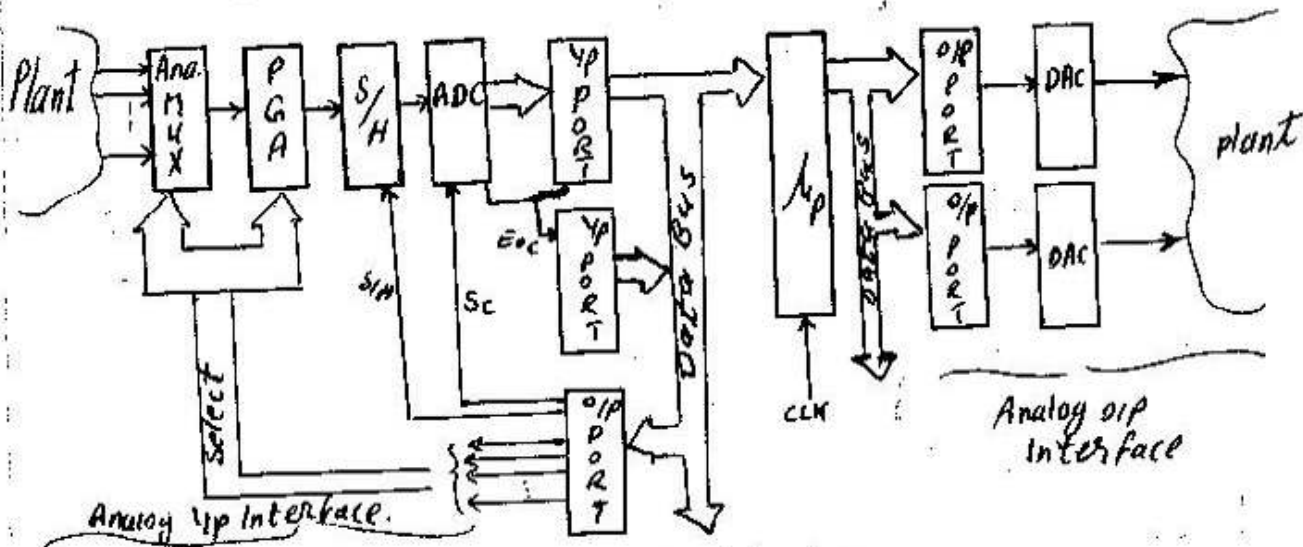 Plant
Ana. MUX
PGA
S/H
ADC
I/p PORT
μp
O/P PORT
DAC
plant
EOC
I/p PORT
Data Bus
Data Bus
O/p PORT
DAC
S/H
Sc
Select
O/P PORT
CLK
Analog O/P
Interface
Analog I/p Interface.